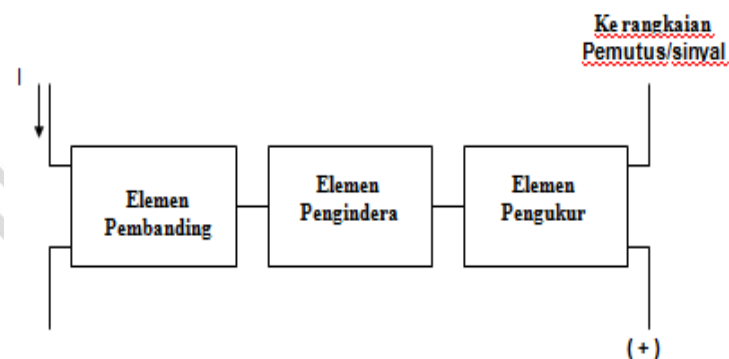 Ke rangkaian
Pemutus/sinyal
I
Elemen
Pembanding
Elemen
Pengindera
Elemen
Pengukur
( + )